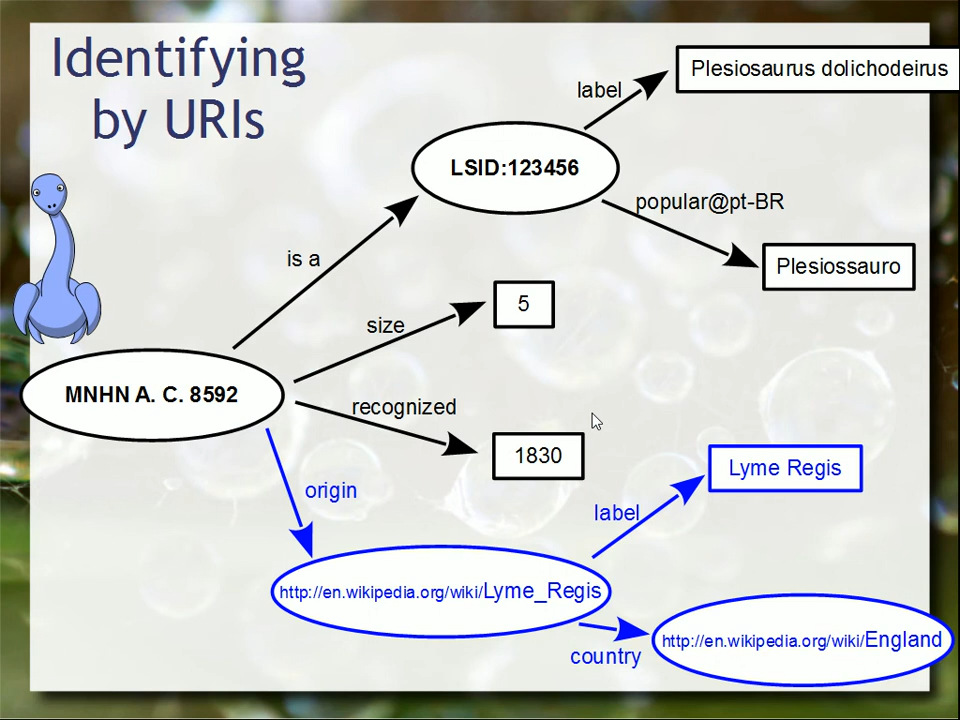 Identifying
by URIs
label
Plesiosaurus dolichodeirus
LSID:123456
popular@pt-BR
Plesiossauro
is a
5
size
MNHN A. C. 8592
recognized
1830
origin
Lyme Regis
label
http://en.wikipedia.org/wiki/Lyme_Regis
http://en.wikipedia.org/wiki/England
country